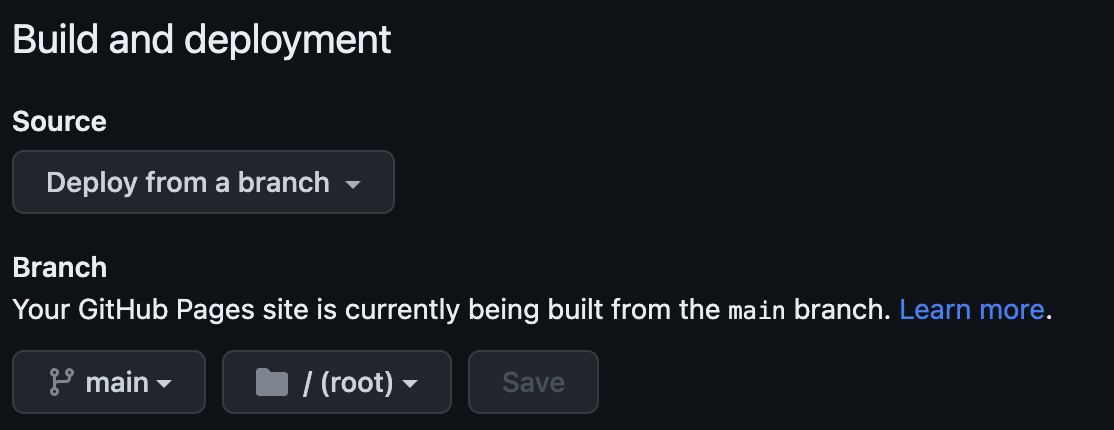 Build and deployment
Source
Deploy from a branch
Branch
Your GitHub Pages site is currently being built from the main branch. Learn more.
main / (root) Save